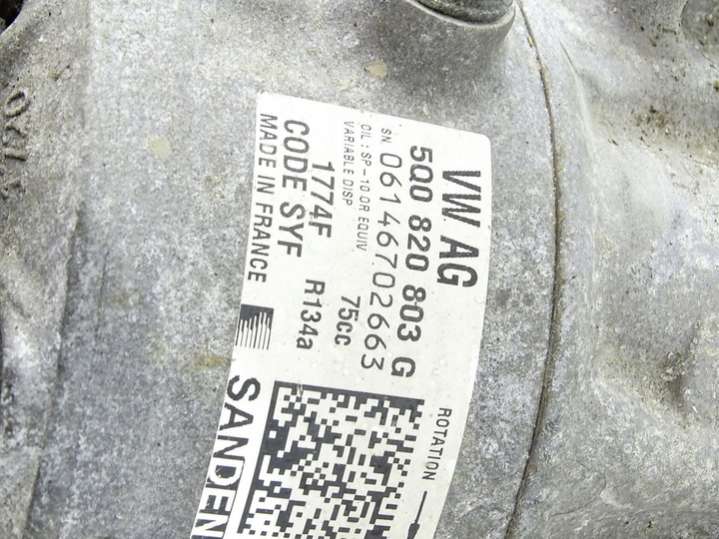 VW AG
5Q0 820 803 G
SN 06146702663
OIL : SP-10 OR EQUIV
VARIABLE DISP 75cc
1774F R134a
CODE SYF
MADE IN FRANCE
SANDEN
ROTATION